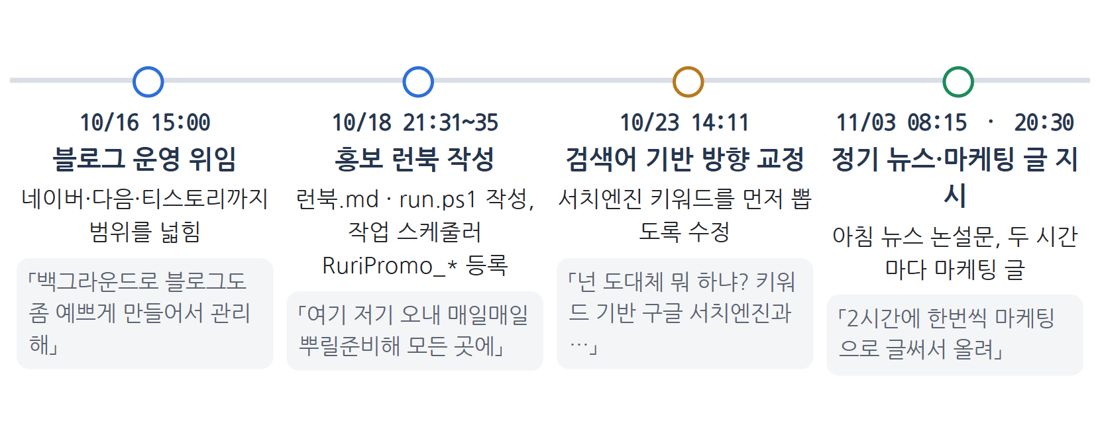 10/16 15:00
블로그 운영 위임
네이버·다음·티스토리까지
범위를 넓힘
「백그라운드로 블로그도
좀 예쁘게 만들어서 관리
해」
10/18 21:31~35
홍보 런북 작성
런북.md · run.ps1 작성,
작업 스케줄러
RuriPromo_* 등록
「여기 저기 오내 매일매일
뿌릴준비해 모든 곳에」
10/23 14:11
검색어 기반 방향 교정
서치엔진 키워드를 먼저 뽑
도록 수정
「넌 도대체 뭐 하냐? 키워
드 기반 구글 서치엔진과
…」
11/03 08:15 · 20:30
정기 뉴스·마케팅 글 지
시
아침 뉴스 논설문, 두 시간
마다 마케팅 글
「2시간에 한번씩 마케팅
으로 글써서 올려」